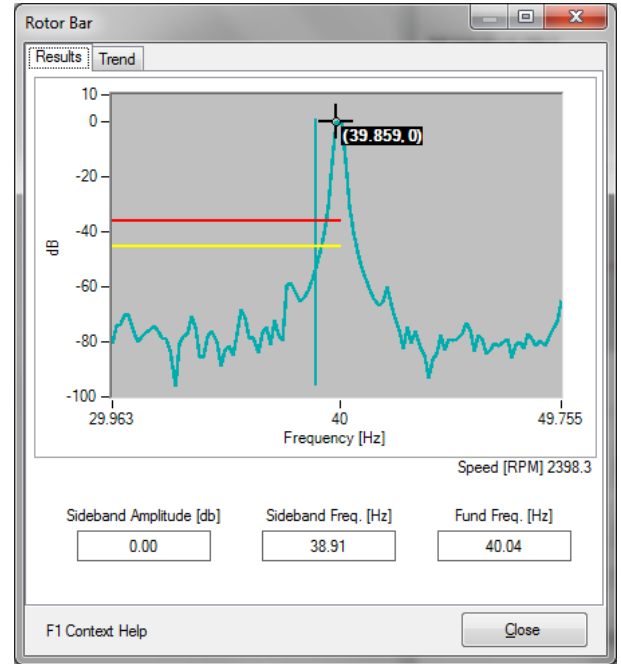 Rotor Bar
Results Trend
10
0
-20
-40
-60
-80
-100
dB
(39.859, 0)
29.963 40 49.755
Frequency [Hz]
Speed [RPM] 2398.3
Sideband Amplitude [db] Sideband Freq. [Hz] Fund Freq. [Hz]
0.00 38.91 40.04
F1 Context Help Close